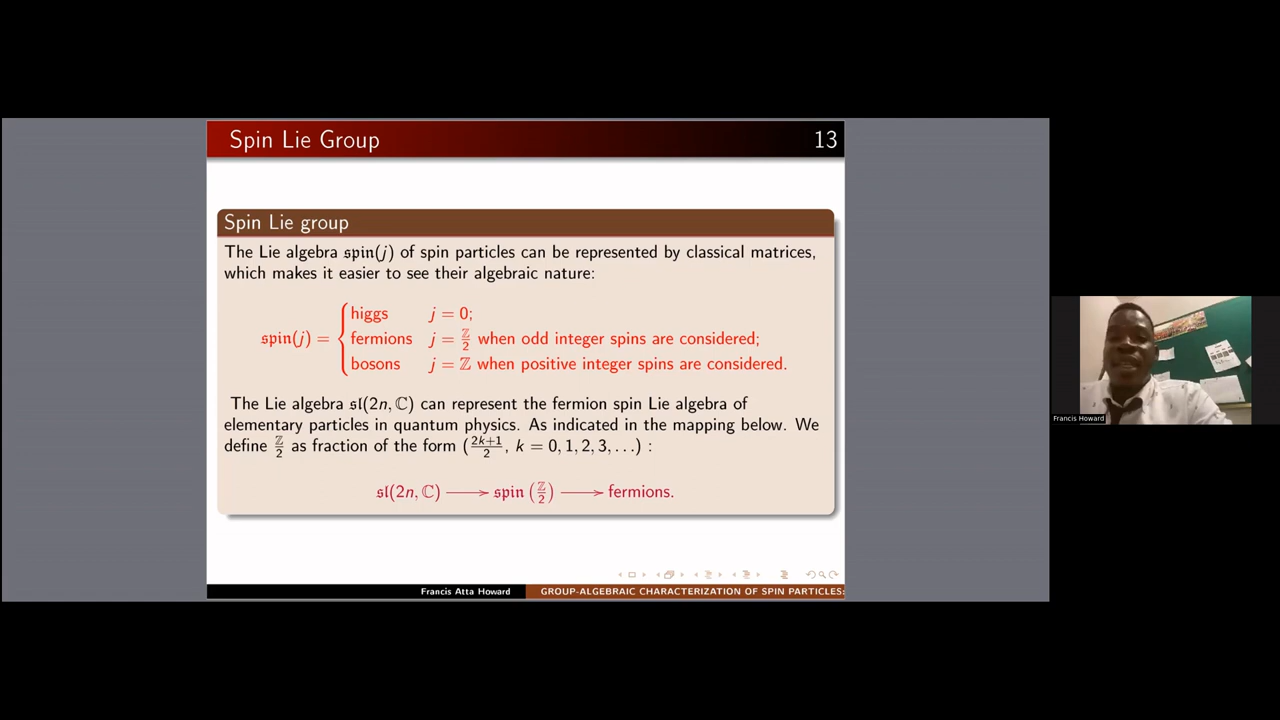 Spin Lie Group 13
Spin Lie group
The Lie algebra 𝔰𝔭𝔦𝔫(j) of spin particles can be represented by classical matrices,
which makes it easier to see their algebraic nature:
higgs j = 0;
𝔰𝔭𝔦𝔫(j) = { fermions j = ℤ/2 when odd integer spins are considered;
bosons j = ℤ when positive integer spins are considered.
The Lie algebra 𝔰𝔩(2n, ℂ) can represent the fermion spin Lie algebra of
elementary particles in quantum physics. As indicated in the mapping below. We
define ℤ/2 as fraction of the form (2k+1/2, k = 0, 1, 2, 3, . . .) :
𝔰𝔩(2n, ℂ) ⟶ 𝔰𝔭𝔦𝔫 (ℤ/2) ⟶ fermions.
Francis Atta Howard GROUP-ALGEBRAIC CHARACTERIZATION OF SPIN PARTICLES:
Francis Howard